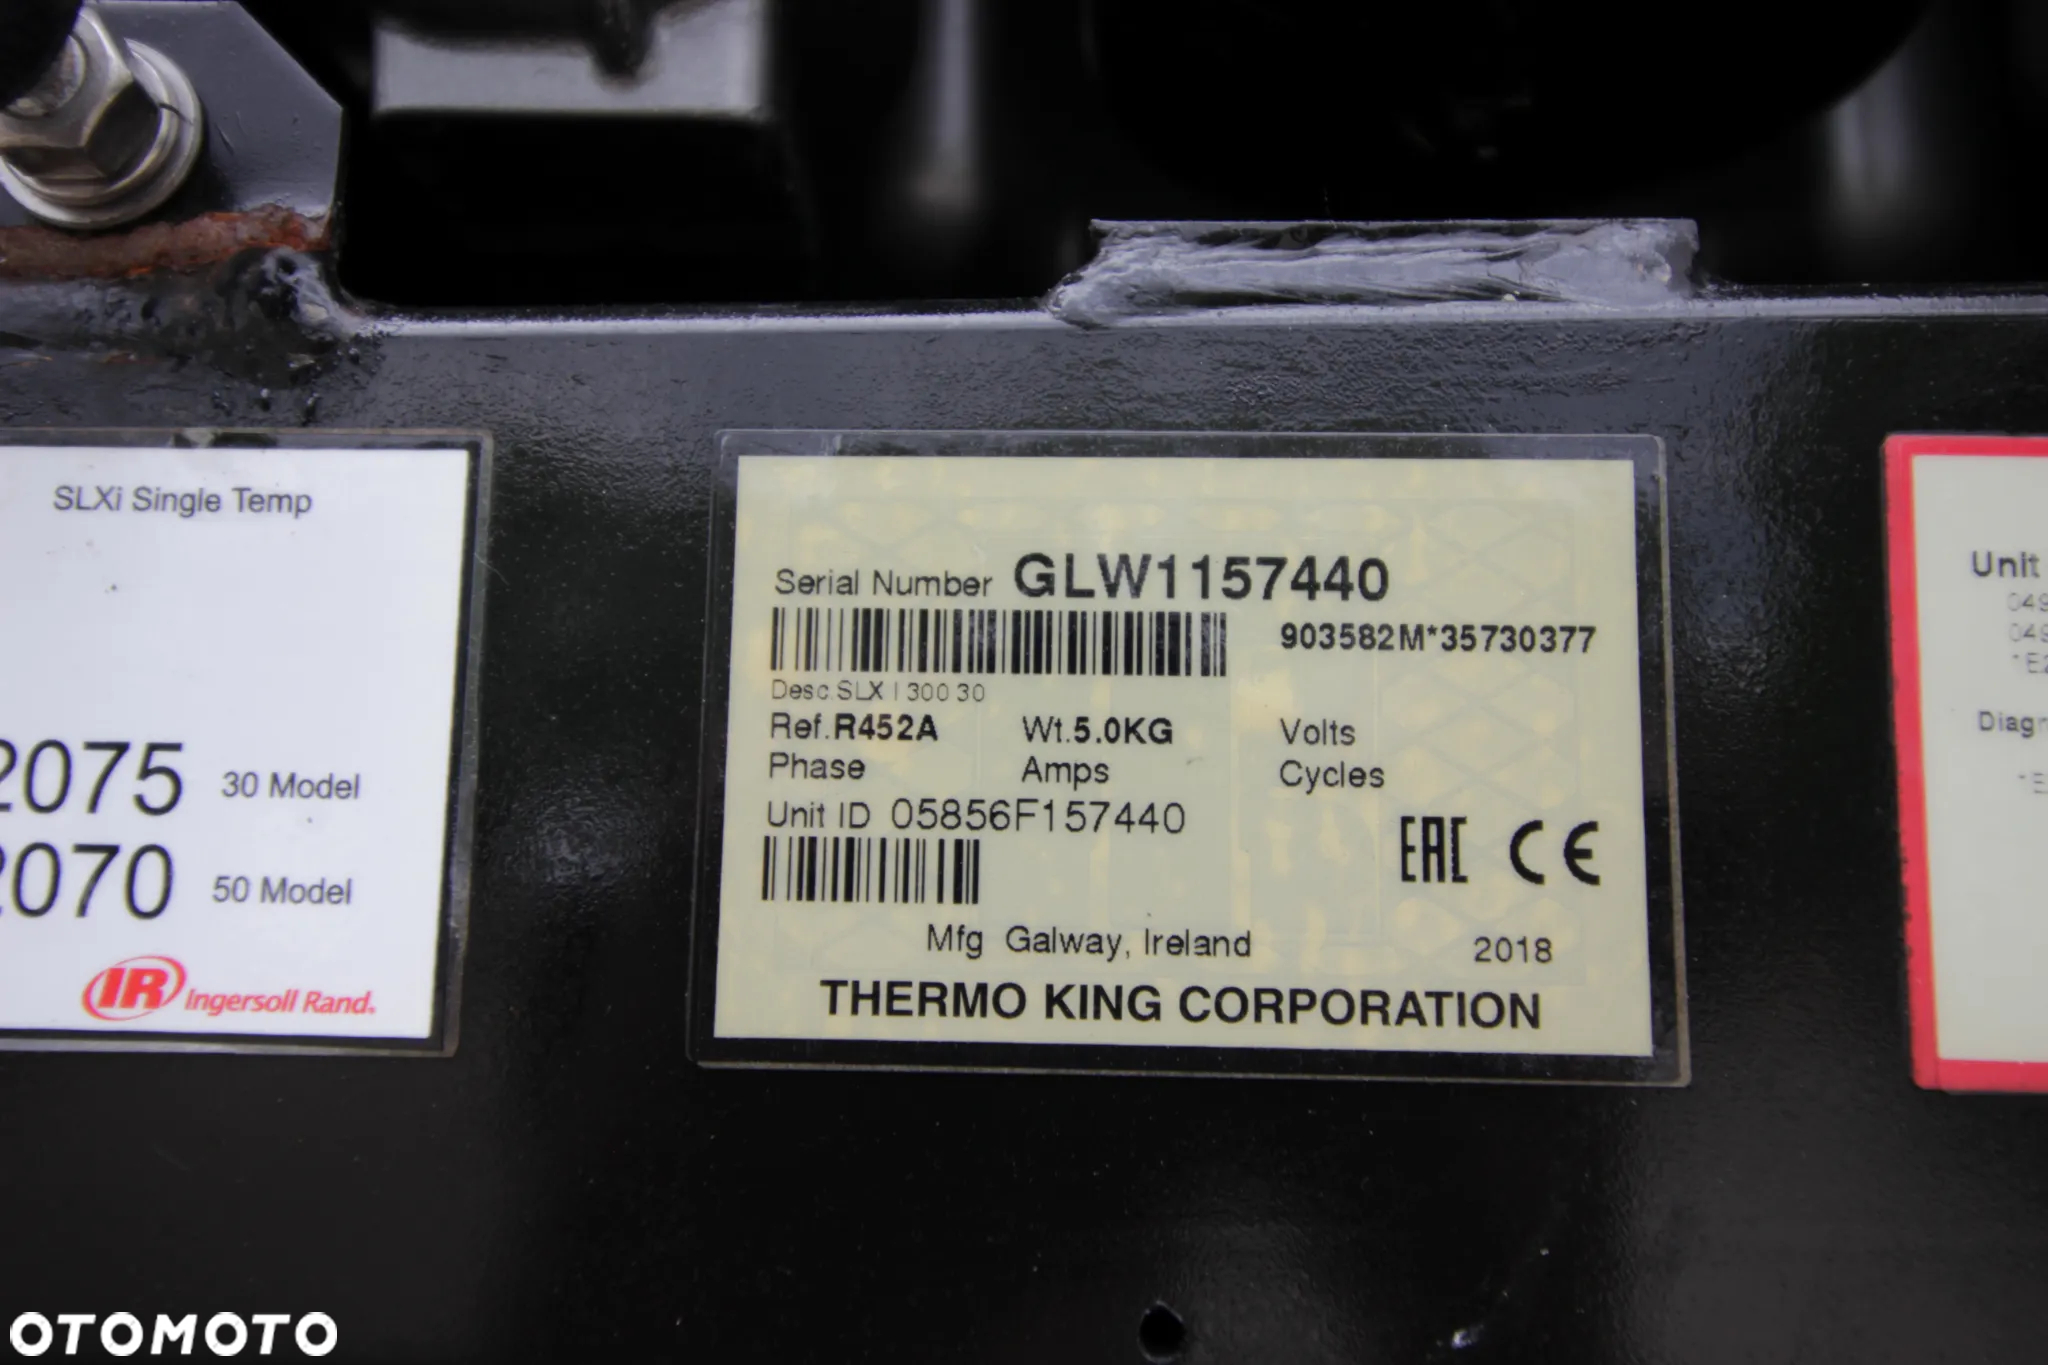 SLXi Single Temp
2075 30 Model
2070 50 Model
IR Ingersoll Rand.
Serial Number GLW1157440
903582M*35730377
Desc.SLX I 300 30
Ref.R452A Wt.5.0KG Volts
Phase Amps Cycles
Unit ID 05856F157440
EAC CE
Mfg Galway, Ireland 2018
THERMO KING CORPORATION
Unit
OTOMOTO